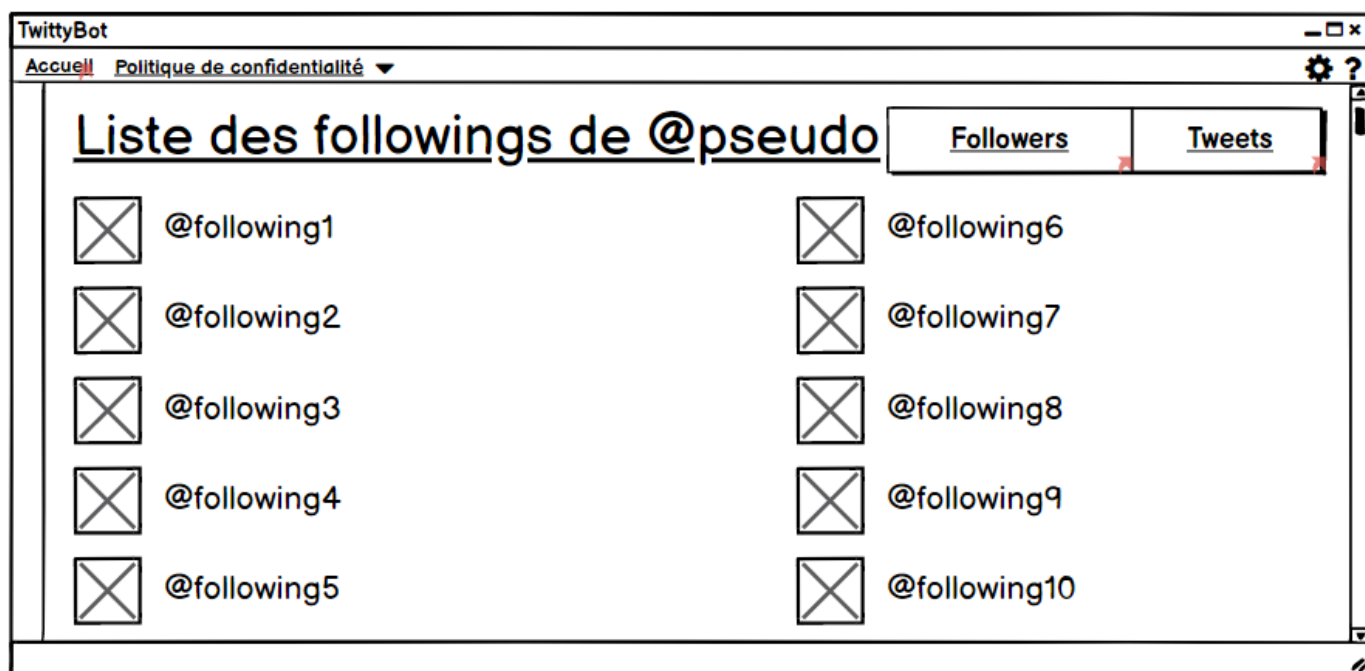 TwittyBot
Accueil Politique de confidentialité
?
Liste des followings de @pseudo
Followers Tweets
@following1
@following2
@following3
@following4
@following5
@following6
@following7
@following8
@following9
@following10